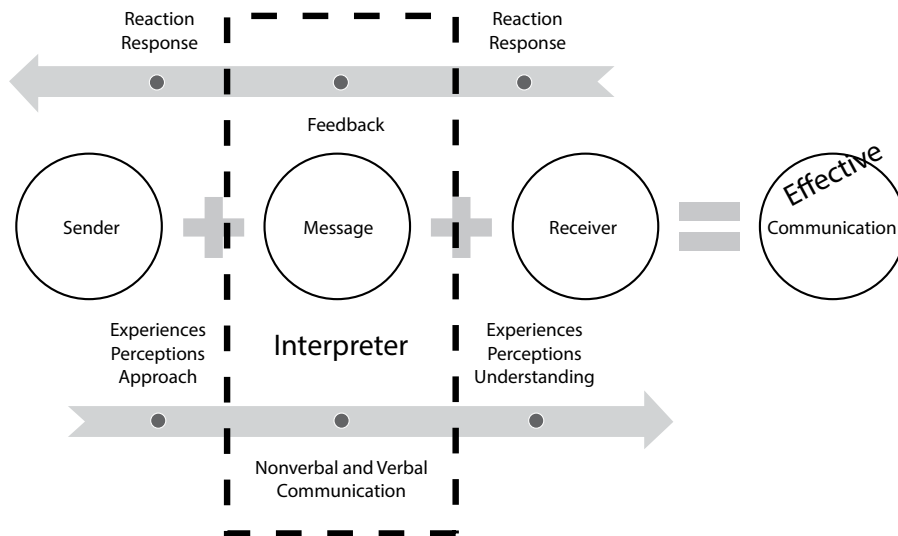 Reaction
Response
Reaction
Response
Feedback
Sender
Message
Receiver
Effective
Communication
Experiences
Perceptions
Approach
Interpreter
Experiences
Perceptions
Understanding
Nonverbal and Verbal
Communication